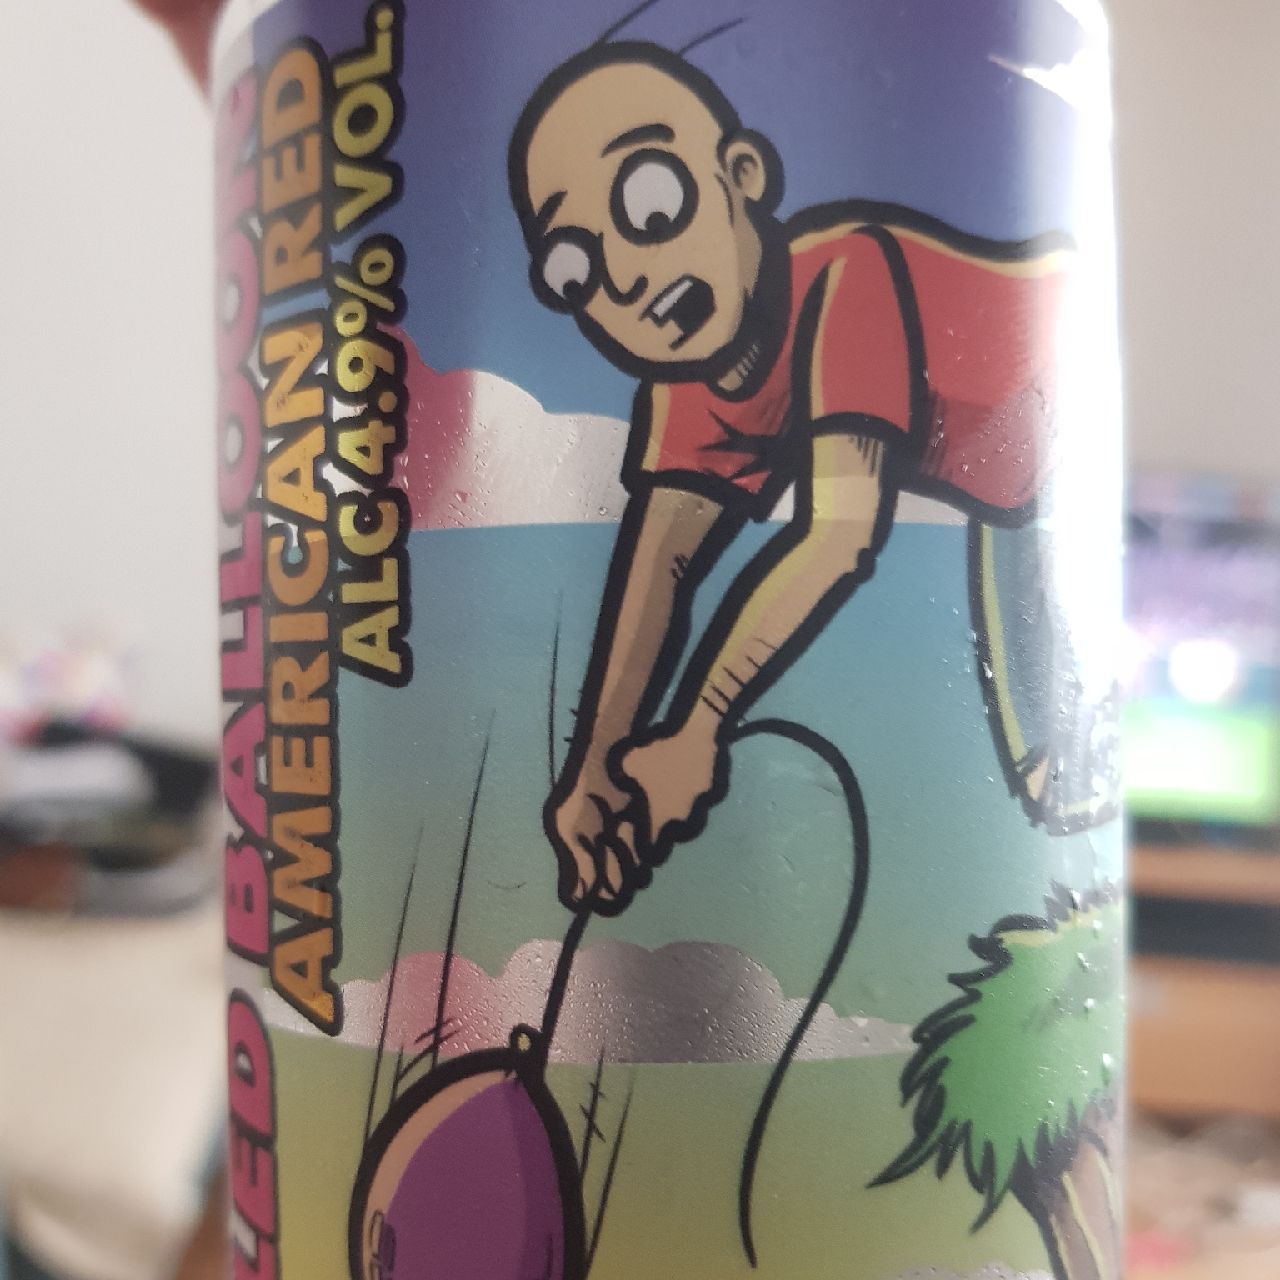 BALLOON
AMERICAN RED
ALC 4.9% VOL.